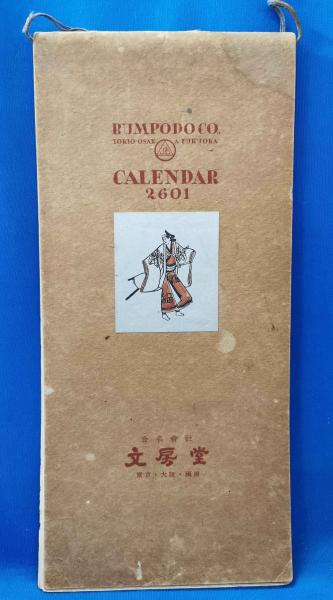 BUMPODO CO.
TOKIO·OSAKA·FUKUOKA
CALENDAR
2601
合名會社
文房堂
東京・大阪・福岡